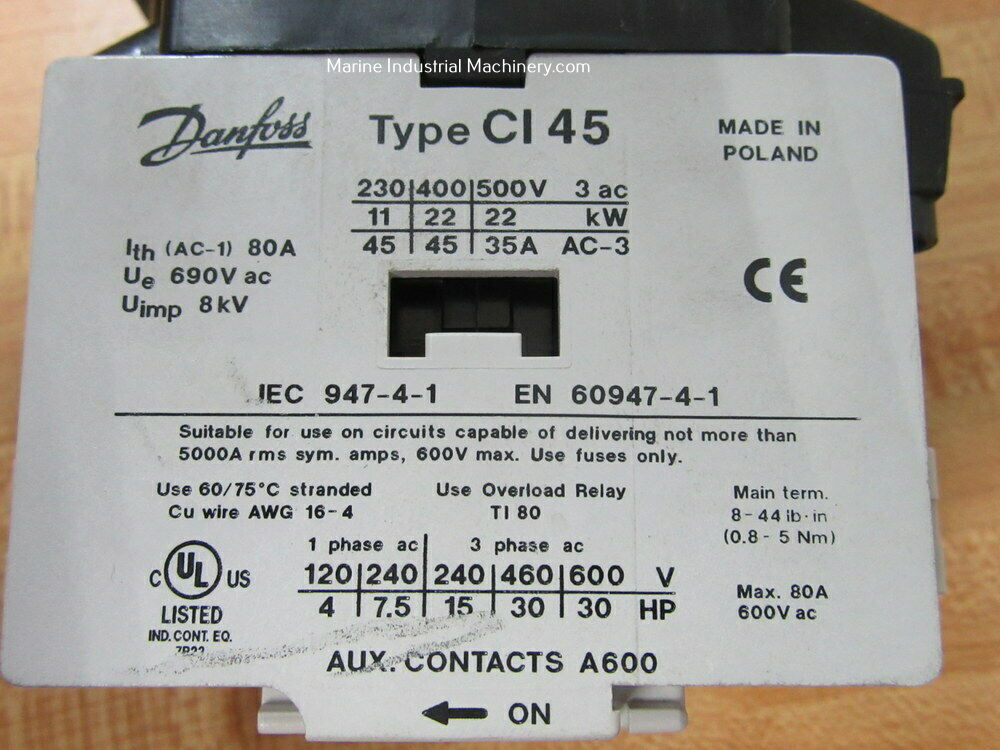 Marine Industrial Machinery.com
Danfoss
Type CI 45
MADE IN
POLAND
230 400 500V 3 ac
11 22 22 kW
45 45 35A AC-3
Ith (AC-1) 80A
Ue 690V ac
Uimp 8kV
CE
IEC 947-4-1 EN 60947-4-1
Suitable for use on circuits capable of delivering not more than
5000A rms sym. amps, 600V max. Use fuses only.
Use 60/75°C stranded
Cu wire AWG 16-4
Use Overload Relay
TI 80
Main term.
8-44 lb·in
(0.8-5 Nm)
1 phase ac 3 phase ac
120 240 240 460 600 V
4 7.5 15 30 30 HP
C UL US
LISTED
IND. CONT. EQ.
Max. 80A
600V ac
AUX. CONTACTS A600
← ON